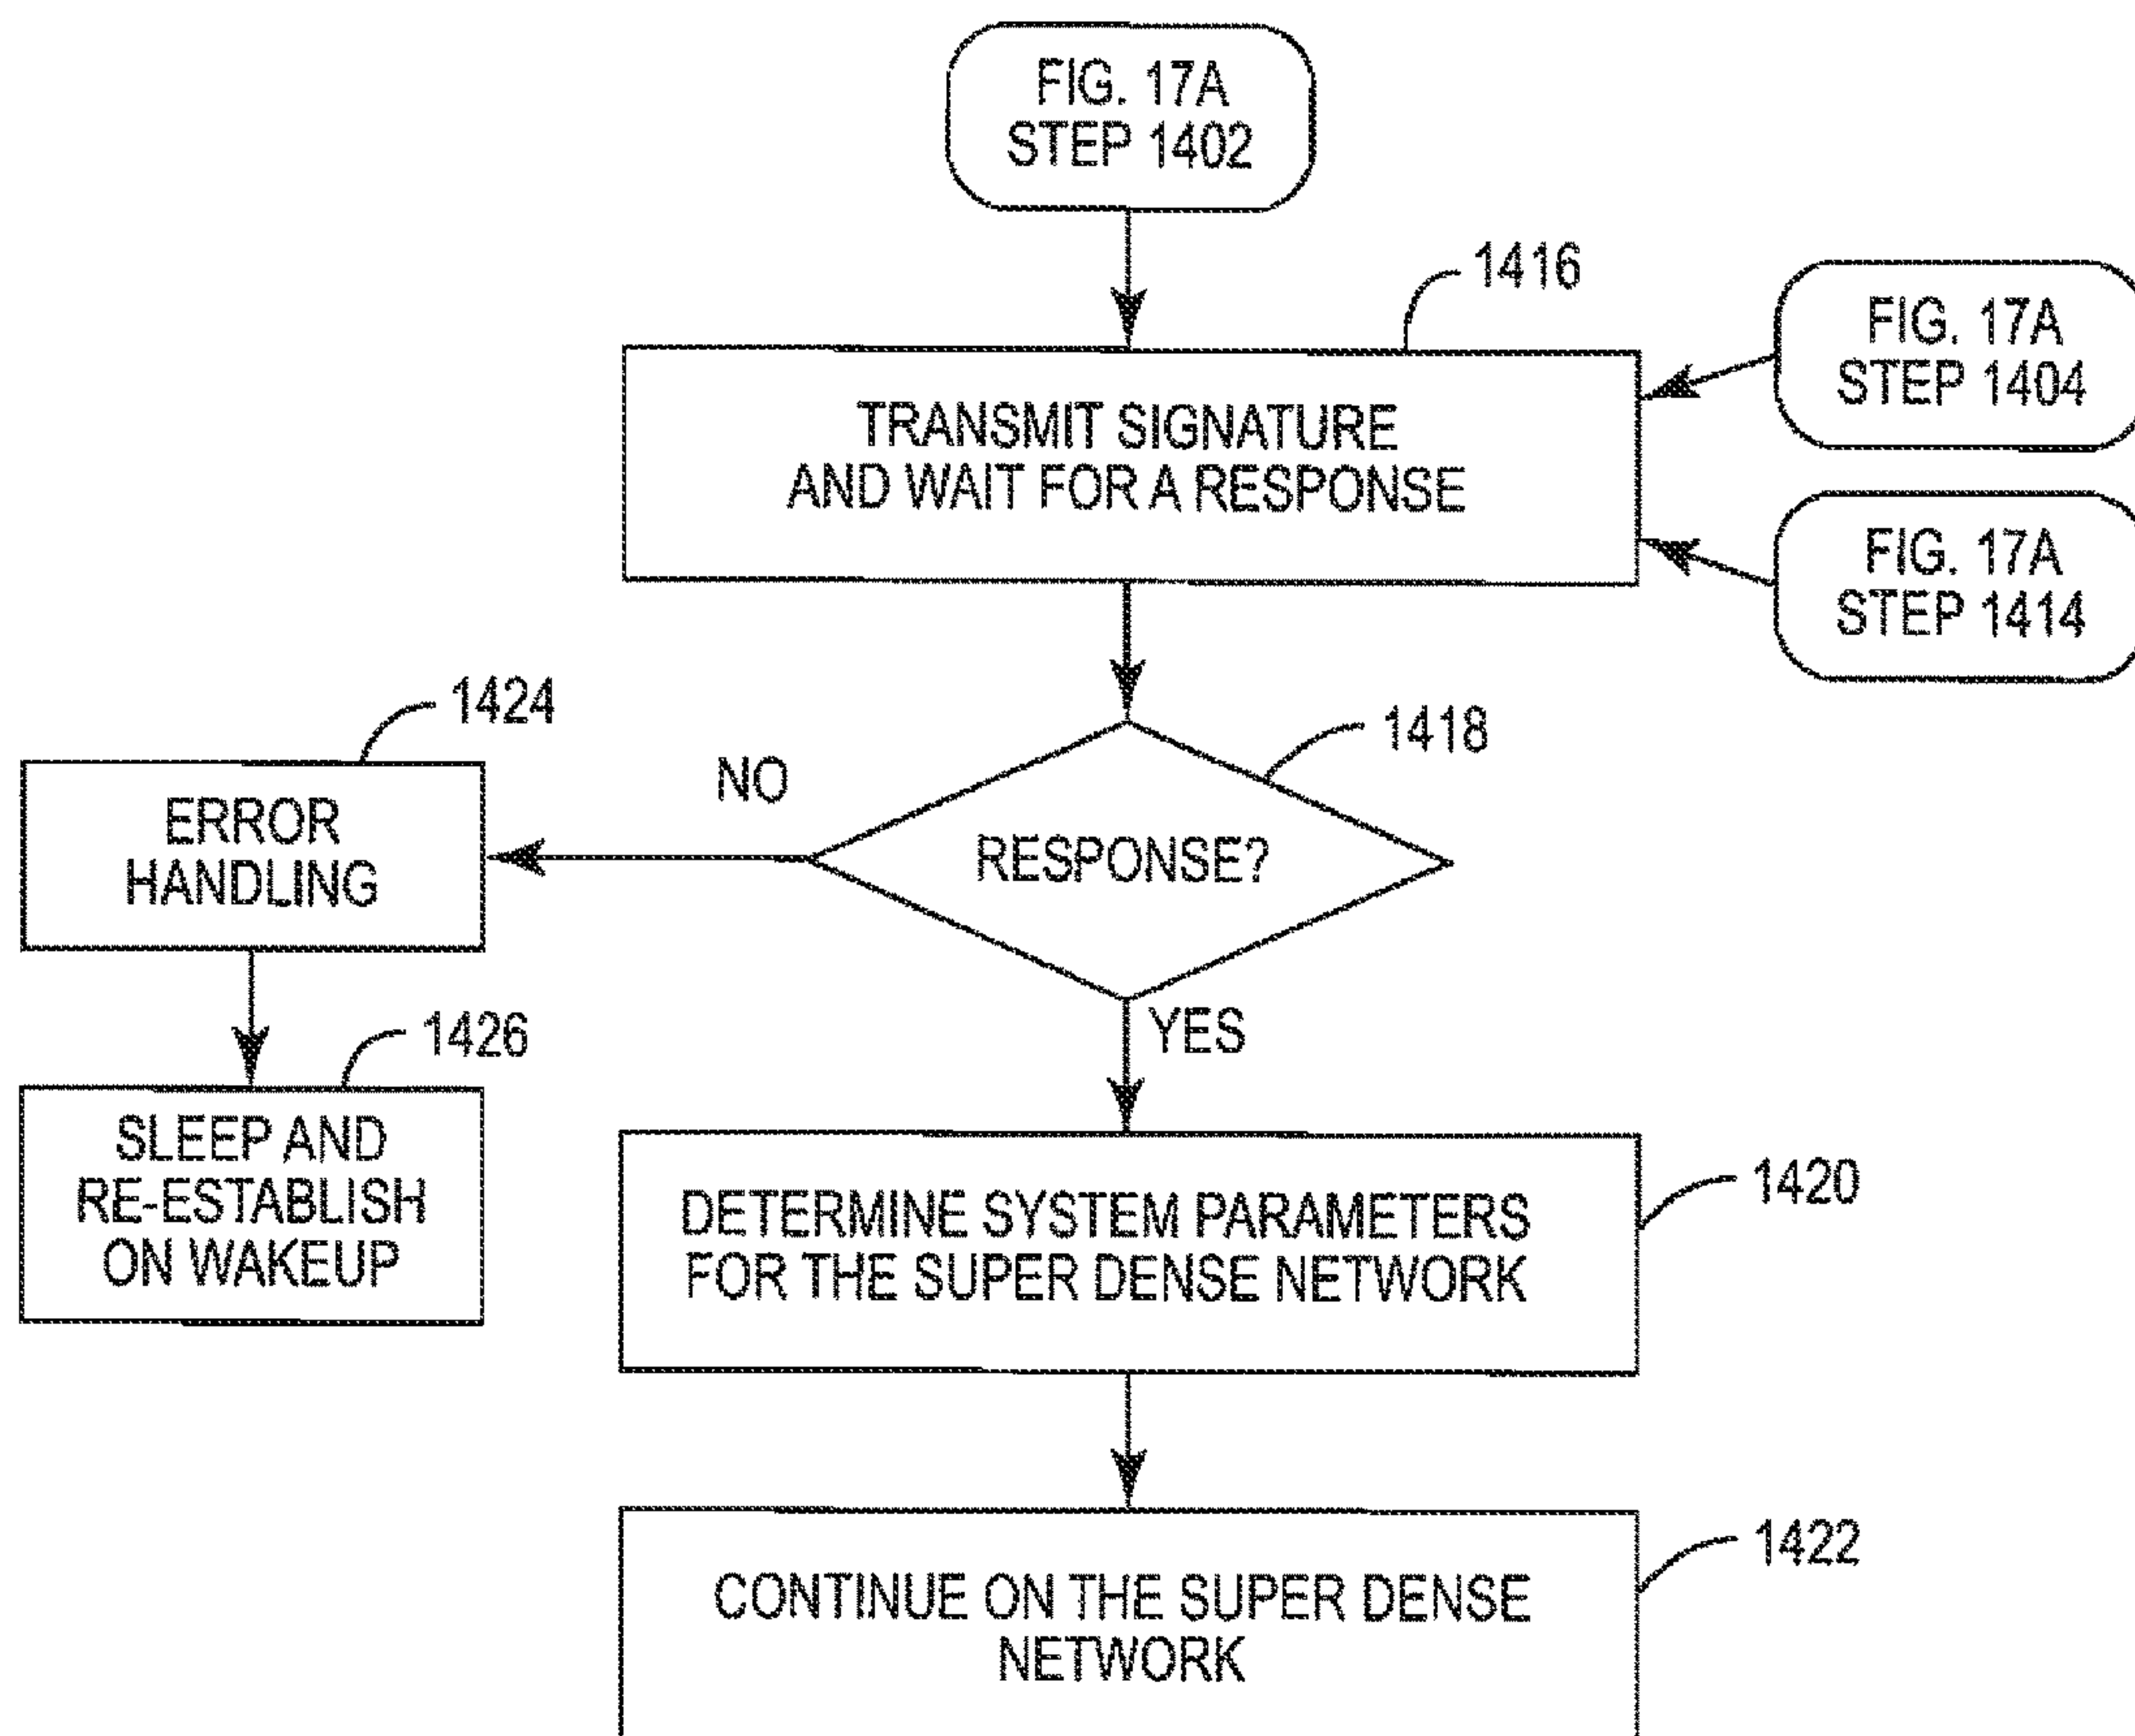 FIG. 17A
STEP 1402
1416
FIG. 17A
STEP 1404
TRANSMIT SIGNATURE
AND WAIT FOR A RESPONSE
FIG. 17A
STEP 1414
1424
1418
NO
ERROR
HANDLING
RESPONSE?
1426
YES
SLEEP AND
RE-ESTABLISH
ON WAKEUP
1420
DETERMINE SYSTEM PARAMETERS
FOR THE SUPER DENSE NETWORK
1422
CONTINUE ON THE SUPER DENSE
NETWORK